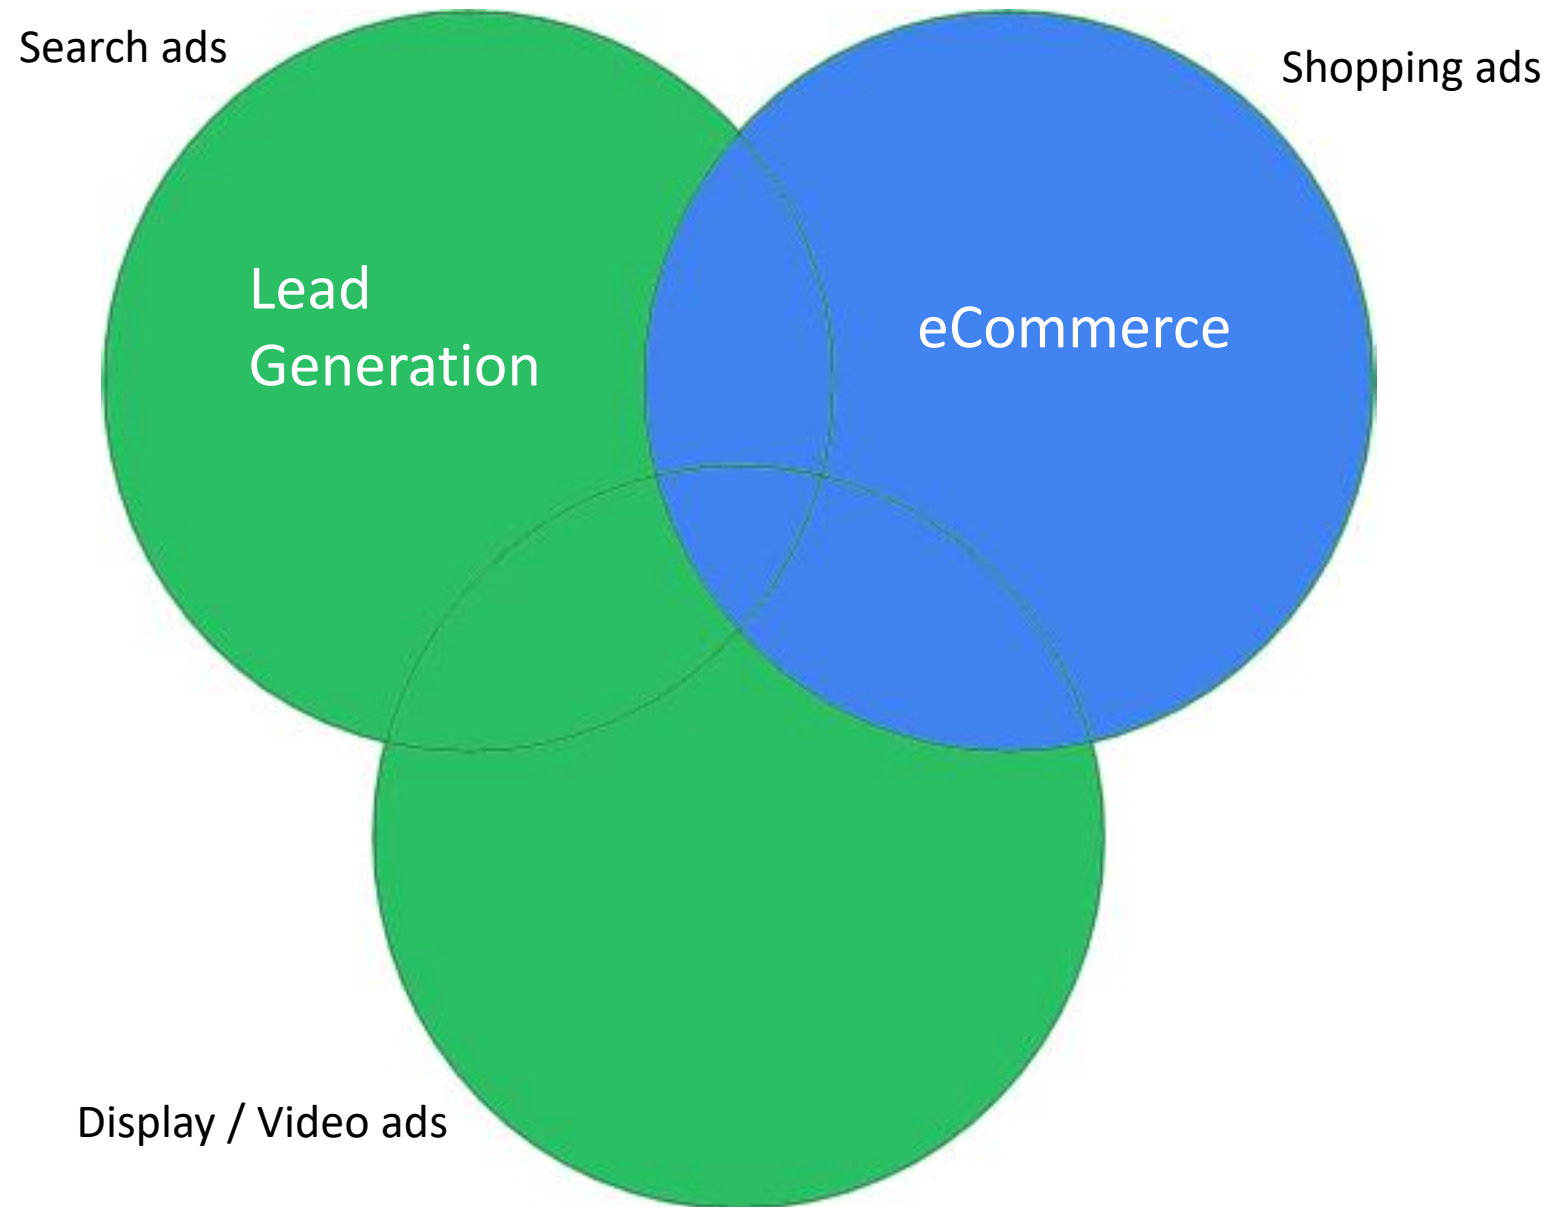 Search ads
Shopping ads
Lead
Generation
eCommerce
Display / Video ads